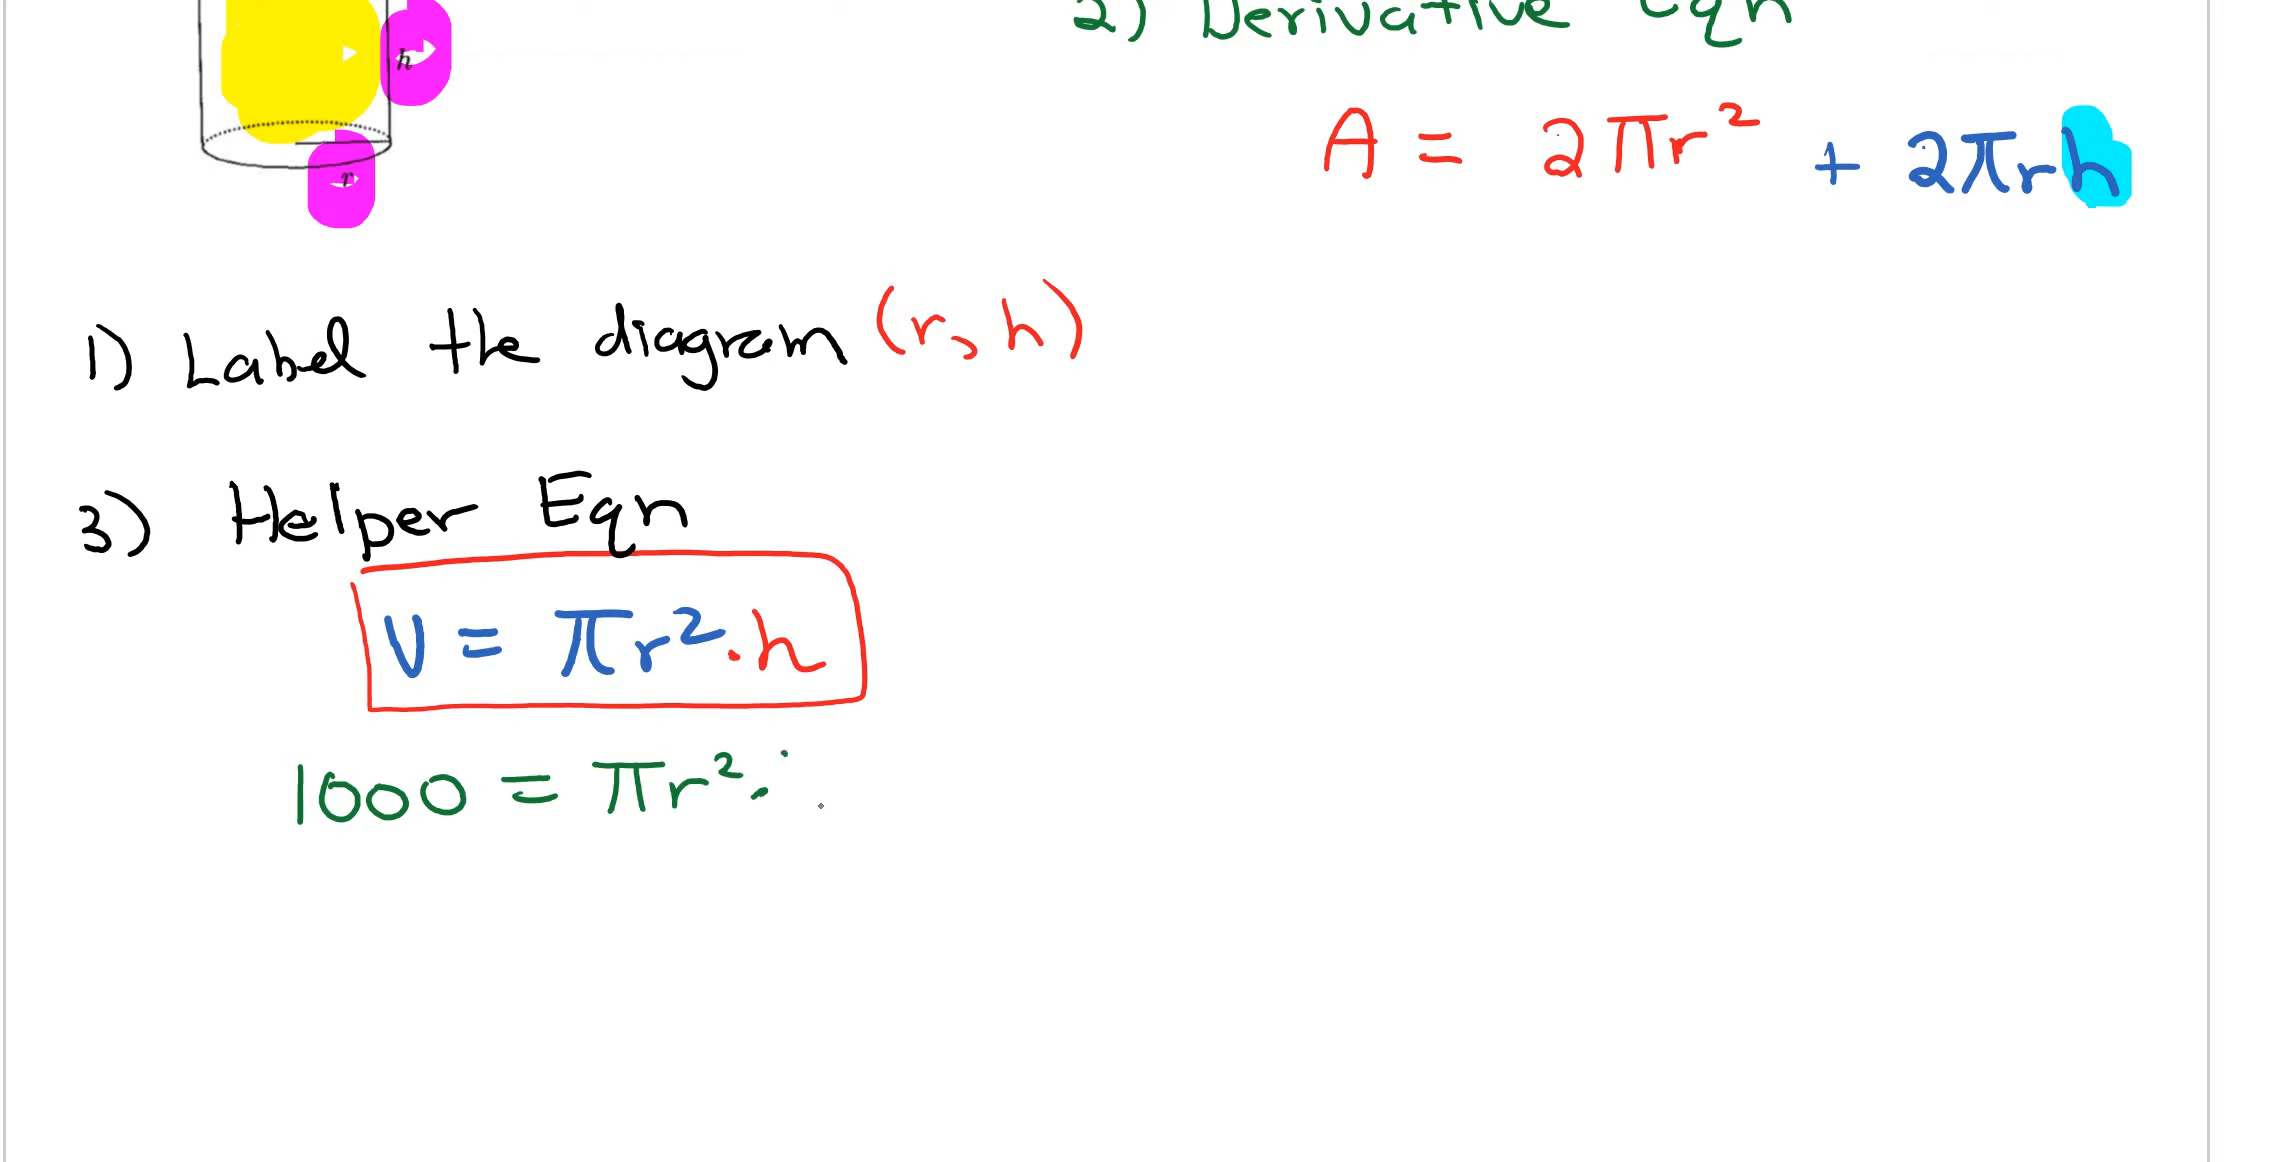 2) Derivative Eqn
h
A = 2πr² + 2πrh
r
1) Label the diagram (r, h)
3) Helper Eqn
V = πr² · h
1000 = πr² ·